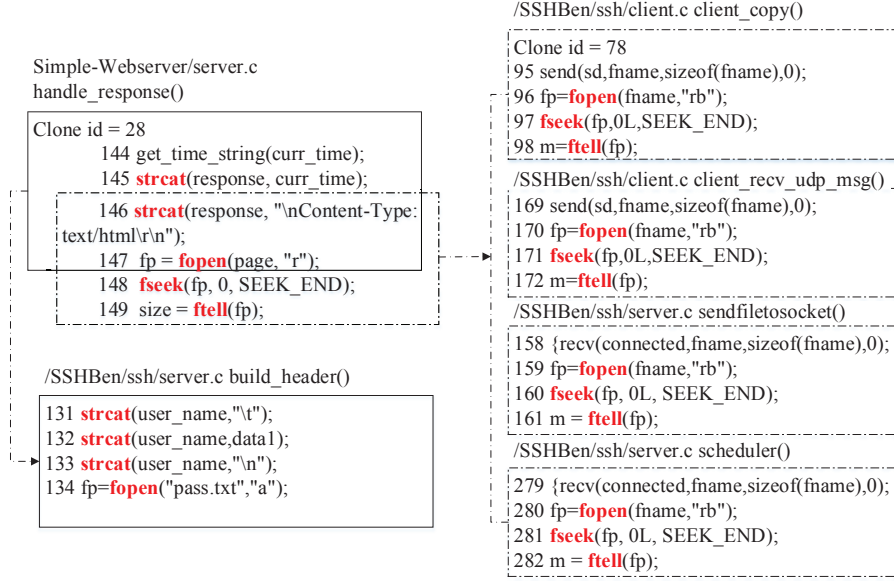 Simple-Webserver/server.c
handle_response()
Clone id = 28
144 get_time_string(curr_time);
145 strcat(response, curr_time);
146 strcat(response, "\nContent-Type:
text/html\r\n");
147 fp = fopen(page, "r");
148 fseek(fp, 0, SEEK_END);
149 size = ftell(fp);
/SSHBen/ssh/server.c build_header()
131 strcat(user_name,"\t");
132 strcat(user_name,data1);
133 strcat(user_name,"\n");
134 fp=fopen("pass.txt","a");
/SSHBen/ssh/client.c client_copy()
Clone id = 78
95 send(sd,fname,sizeof(fname),0);
96 fp=fopen(fname,"rb");
97 fseek(fp,0L,SEEK_END);
98 m=ftell(fp);
/SSHBen/ssh/client.c client_recv_udp_msg()
169 send(sd,fname,sizeof(fname),0);
170 fp=fopen(fname,"rb");
171 fseek(fp,0L,SEEK_END);
172 m=ftell(fp);
/SSHBen/ssh/server.c sendfiletosocket()
158 {recv(connected,fname,sizeof(fname),0);
159 fp=fopen(fname,"rb");
160 fseek(fp, 0L, SEEK_END);
161 m = ftell(fp);
/SSHBen/ssh/server.c scheduler()
279 {recv(connected,fname,sizeof(fname),0);
280 fp=fopen(fname,"rb");
281 fseek(fp, 0L, SEEK_END);
282 m = ftell(fp);